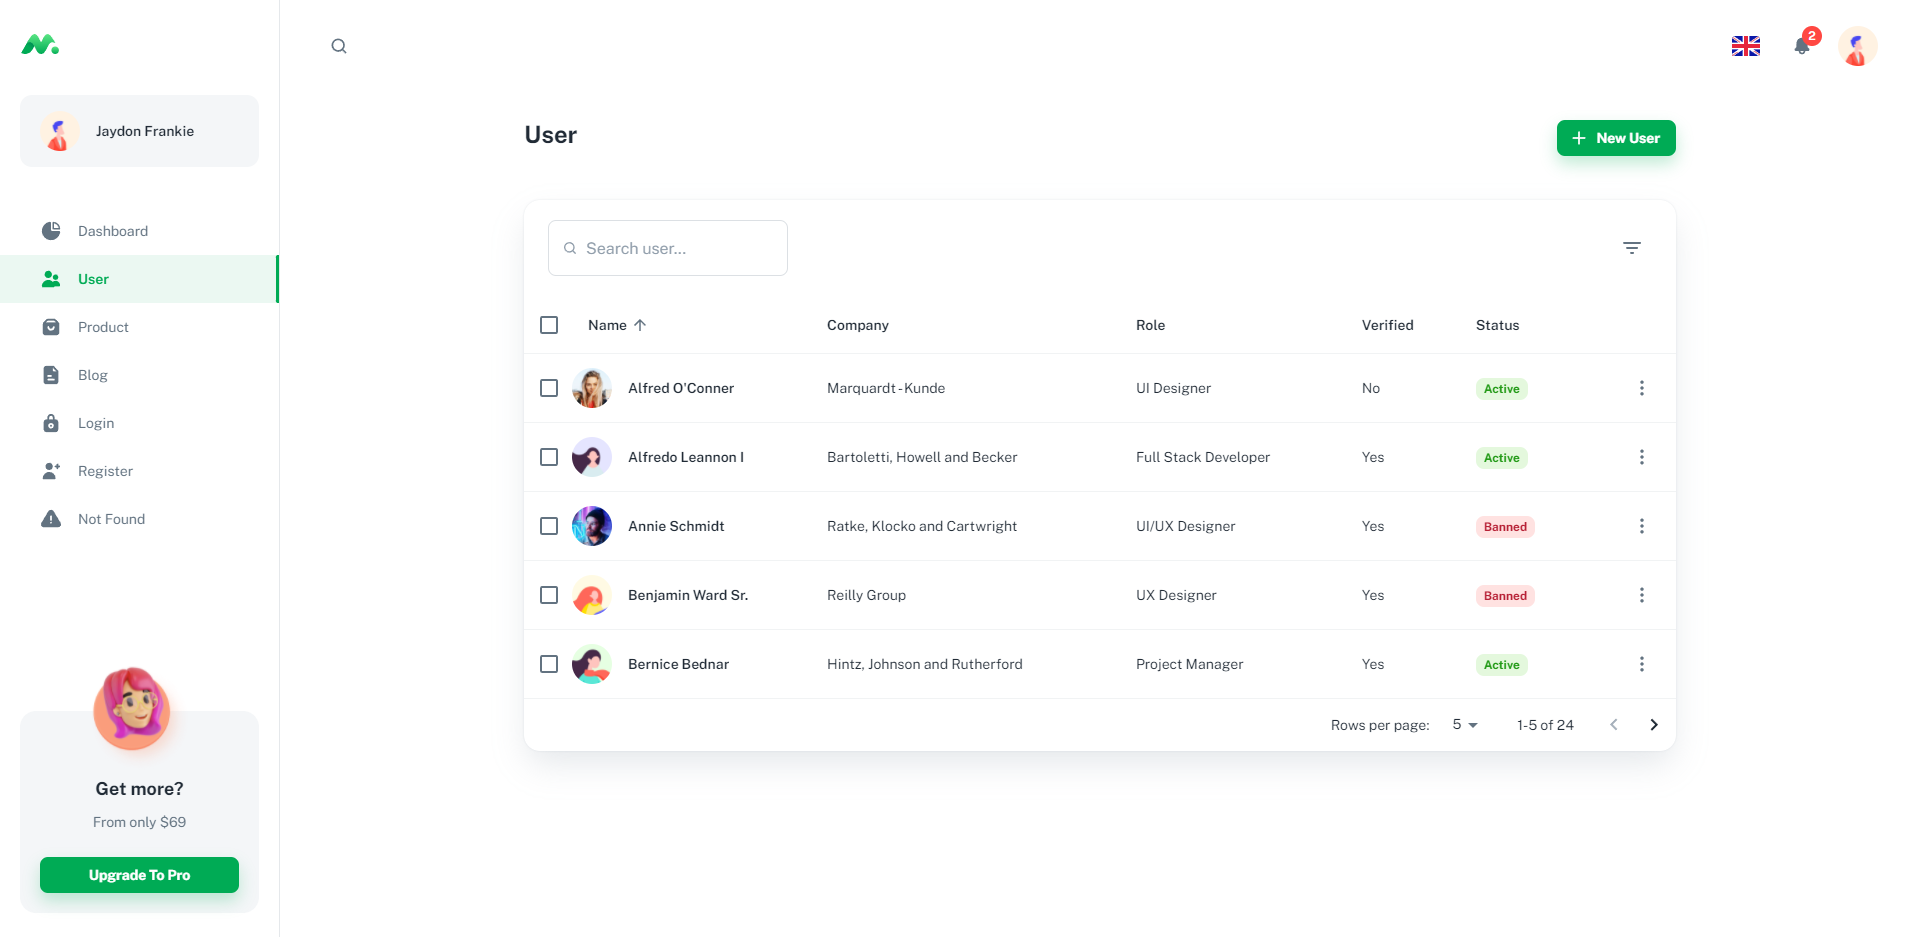 Jaydon Frankie
Dashboard
User
Product
Blog
Login
Register
Not Found
Get more?
From only $69
Upgrade To Pro
2
User
New User
Search user...
Name Company Role Verified Status
Alfred O'Conner Marquardt - Kunde UI Designer No Active
Alfredo Leannon I Bartoletti, Howell and Becker Full Stack Developer Yes Active
Annie Schmidt Ratke, Klocko and Cartwright UI/UX Designer Yes Banned
Benjamin Ward Sr. Reilly Group UX Designer Yes Banned
Bernice Bednar Hintz, Johnson and Rutherford Project Manager Yes Active
Rows per page: 5 1-5 of 24